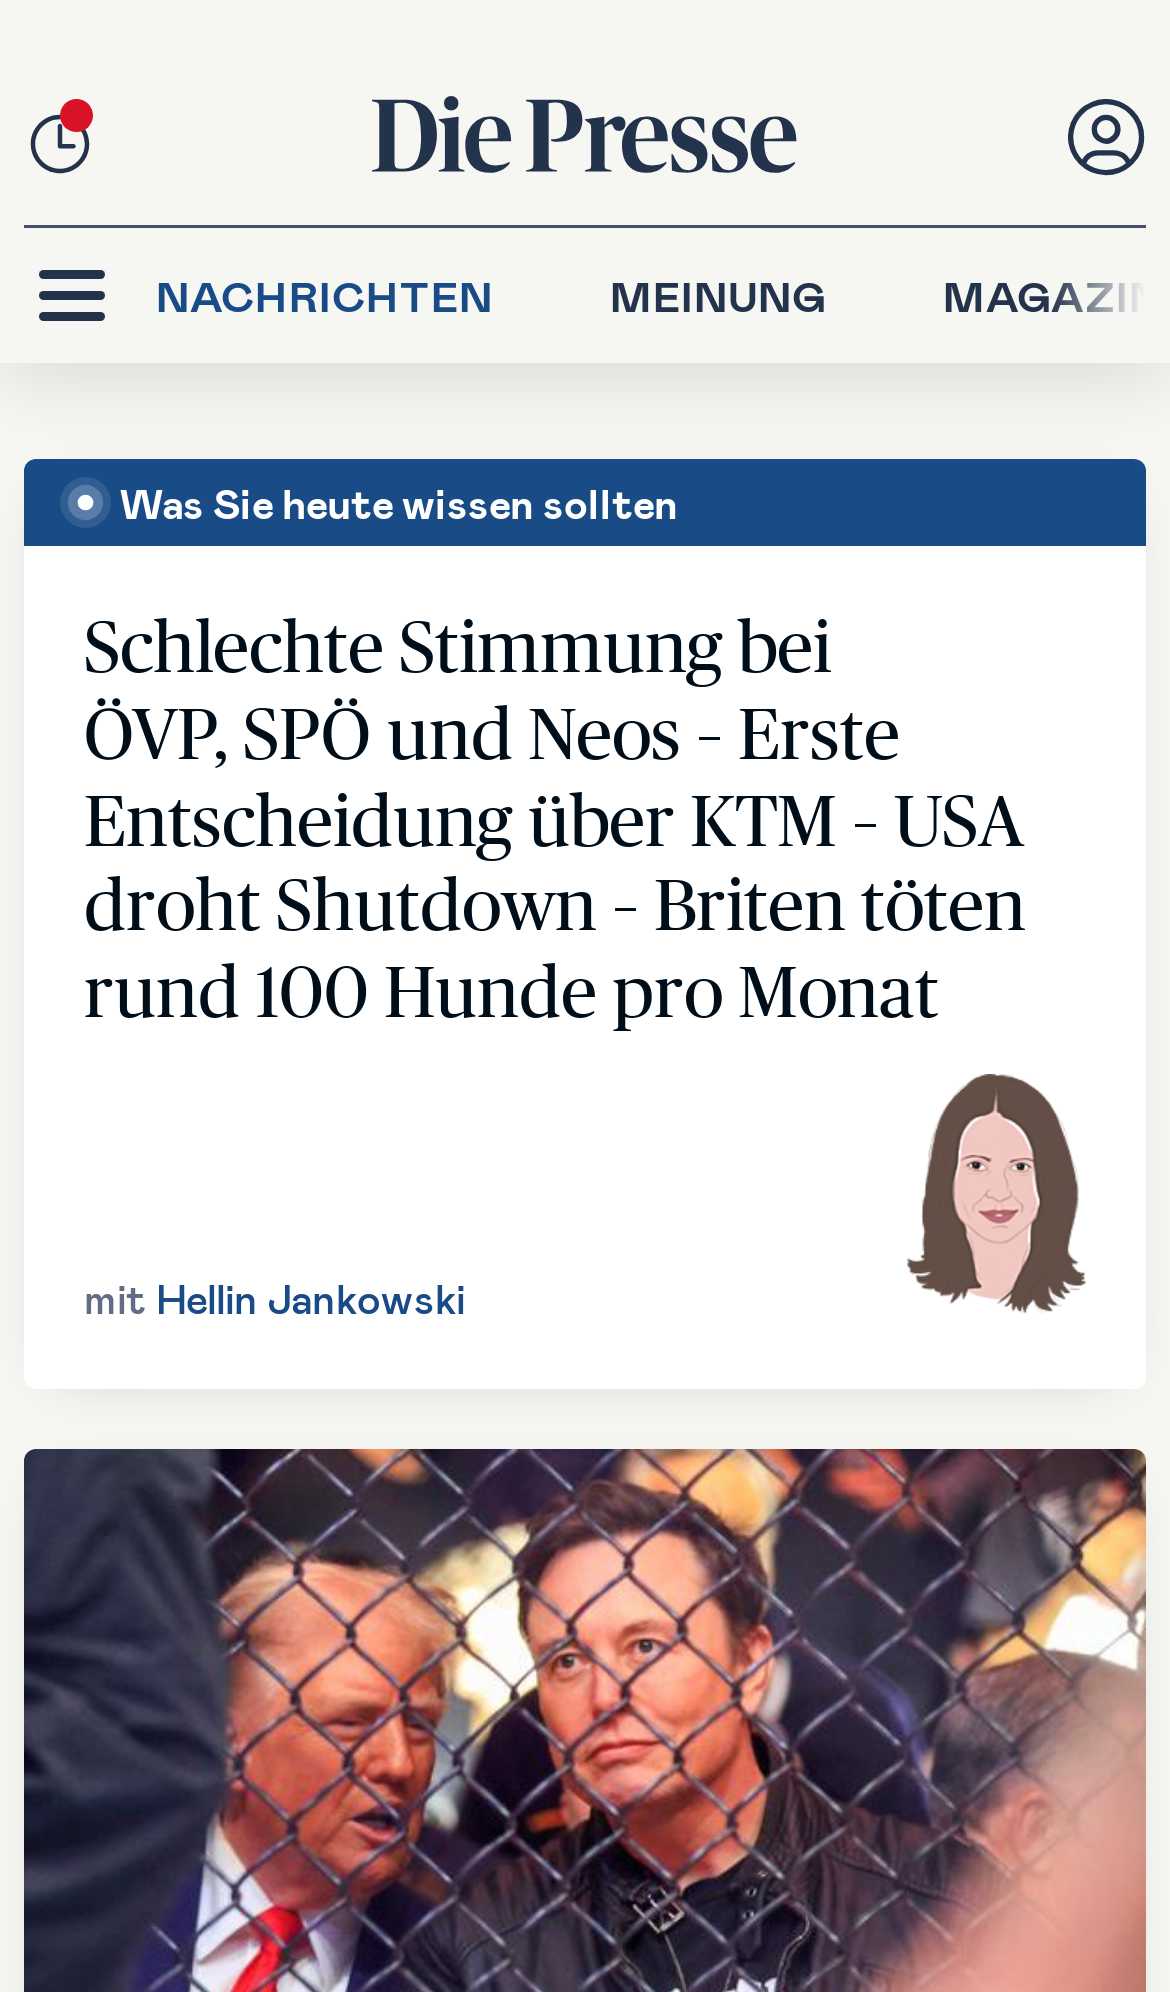 Die Presse
NACHRICHTEN MEINUNG
Was Sie heute wissen sollten
Schlechte Stimmung bei
ÖVP, SPÖ und Neos - Erste
Entscheidung über KTM - USA
droht Shutdown - Briten töten
rund 100 Hunde pro Monat
mit Hellin Jankowski